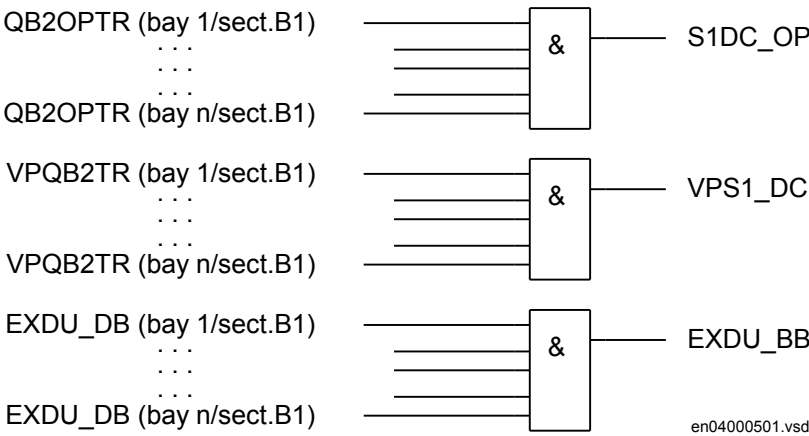 QB2OPTR (bay 1/sect.B1)
. . .
. . .
. . .
QB2OPTR (bay n/sect.B1)
&
S1DC_OP
VPQB2TR (bay 1/sect.B1)
. . .
. . .
. . .
VPQB2TR (bay n/sect.B1)
&
VPS1_DC
EXDU_DB (bay 1/sect.B1)
. . .
. . .
. . .
EXDU_DB (bay n/sect.B1)
&
EXDU_BB
en04000501.vsd